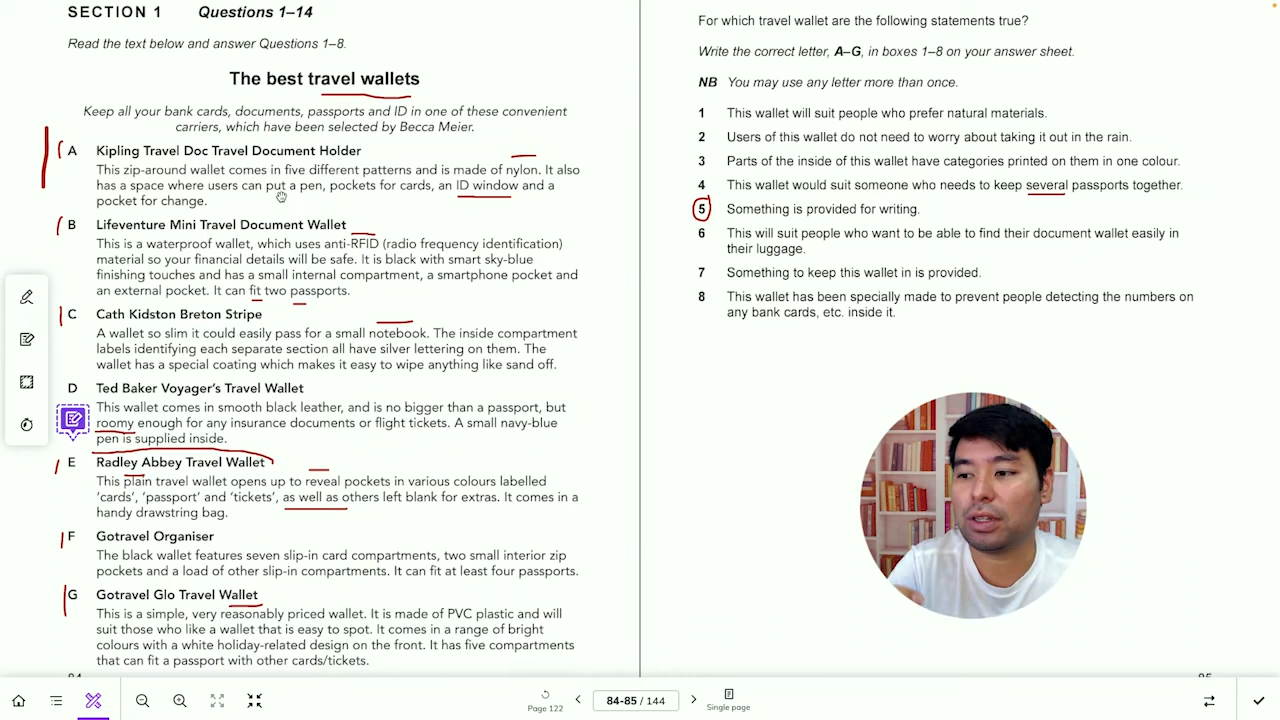 SECTION 1 Questions 1–14
Read the text below and answer Questions 1–8.
The best travel wallets
Keep all your bank cards, documents, passports and ID in one of these convenient
carriers, which have been selected by Becca Meier.
A Kipling Travel Doc Travel Document Holder
This zip-around wallet comes in five different patterns and is made of nylon. It also
has a space where users can put a pen, pockets for cards, an ID window and a
pocket for change.
B Lifeventure Mini Travel Document Wallet
This is a waterproof wallet, which uses anti-RFID (radio frequency identification)
material so your financial details will be safe. It is black with smart sky-blue
finishing touches and has a small internal compartment, a smartphone pocket and
an external pocket. It can fit two passports.
C Cath Kidston Breton Stripe
A wallet so slim it could easily pass for a small notebook. The inside compartment
labels identifying each separate section all have silver lettering on them. The
wallet has a special coating which makes it easy to wipe anything like sand off.
D Ted Baker Voyager's Travel Wallet
This wallet comes in smooth black leather, and is no bigger than a passport, but
roomy enough for any insurance documents or flight tickets. A small navy-blue
pen is supplied inside.
E Radley Abbey Travel Wallet
This plain travel wallet opens up to reveal pockets in various colours labelled
'cards', 'passport' and 'tickets', as well as others left blank for extras. It comes in a
handy drawstring bag.
F Gotravel Organiser
The black wallet features seven slip-in card compartments, two small interior zip
pockets and a load of other slip-in compartments. It can fit at least four passports.
G Gotravel Glo Travel Wallet
This is a simple, very reasonably priced wallet. It is made of PVC plastic and will
suit those who like a wallet that is easy to spot. It comes in a range of bright
colours with a white holiday-related design on the front. It has five compartments
that can fit a passport with other cards/tickets.
For which travel wallet are the following statements true?
Write the correct letter, A–G, in boxes 1–8 on your answer sheet.
NB You may use any letter more than once.
1 This wallet will suit people who prefer natural materials.
2 Users of this wallet do not need to worry about taking it out in the rain.
3 Parts of the inside of this wallet have categories printed on them in one colour.
4 This wallet would suit someone who needs to keep several passports together.
5 Something is provided for writing.
6 This will suit people who want to be able to find their document wallet easily in
their luggage.
7 Something to keep this wallet in is provided.
8 This wallet has been specially made to prevent people detecting the numbers on
any bank cards, etc. inside it.
Page 122
84-85 / 144
Single page